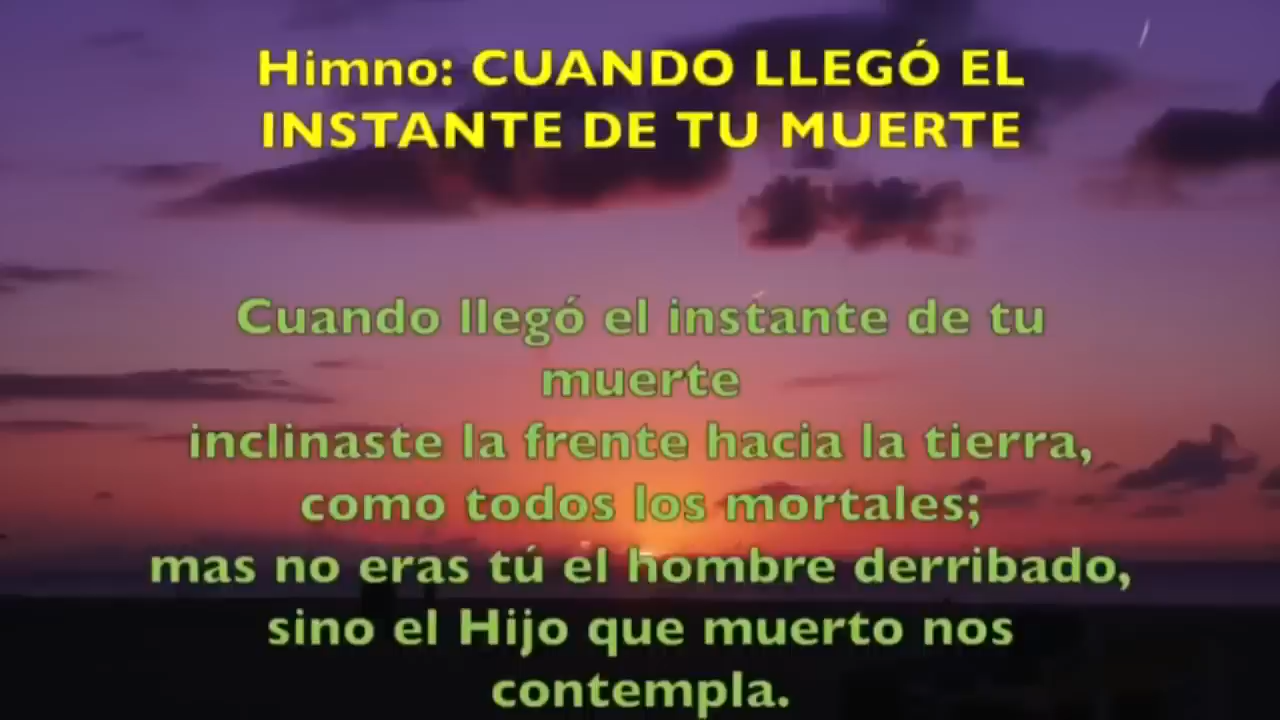 Himno: CUANDO LLEGÓ EL
INSTANTE DE TU MUERTE
Cuando llegó el instante de tu
muerte
inclinaste la frente hacia la tierra,
como todos los mortales;
mas no eras tú el hombre derribado,
sino el Hijo que muerto nos
contempla.